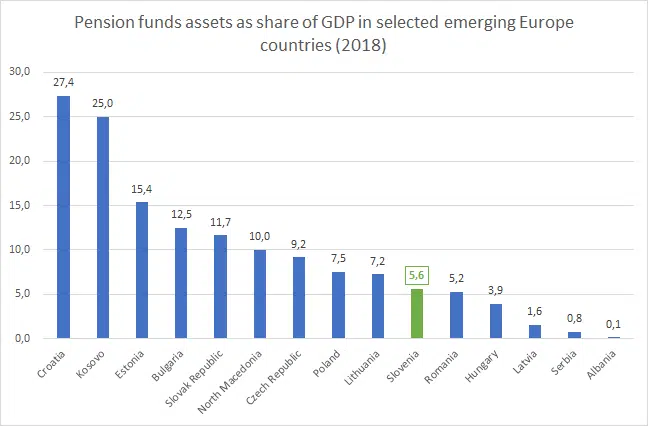 Pension funds assets as share of GDP in selected emerging Europe
countries (2018)
30,0
25,0
20,0
15,0
10,0
5,0
0,0
27,4
25,0
15,4
12,5
11,7
10,0
9,2
7,5
7,2
5,6
5,2
3,9
1,6
0,8
0,1
Croatia
Kosovo
Estonia
Bulgaria
Slovak Republic
North Macedonia
Czech Republic
Poland
Lithuania
Slovenia
Romania
Hungary
Latvia
Serbia
Albania